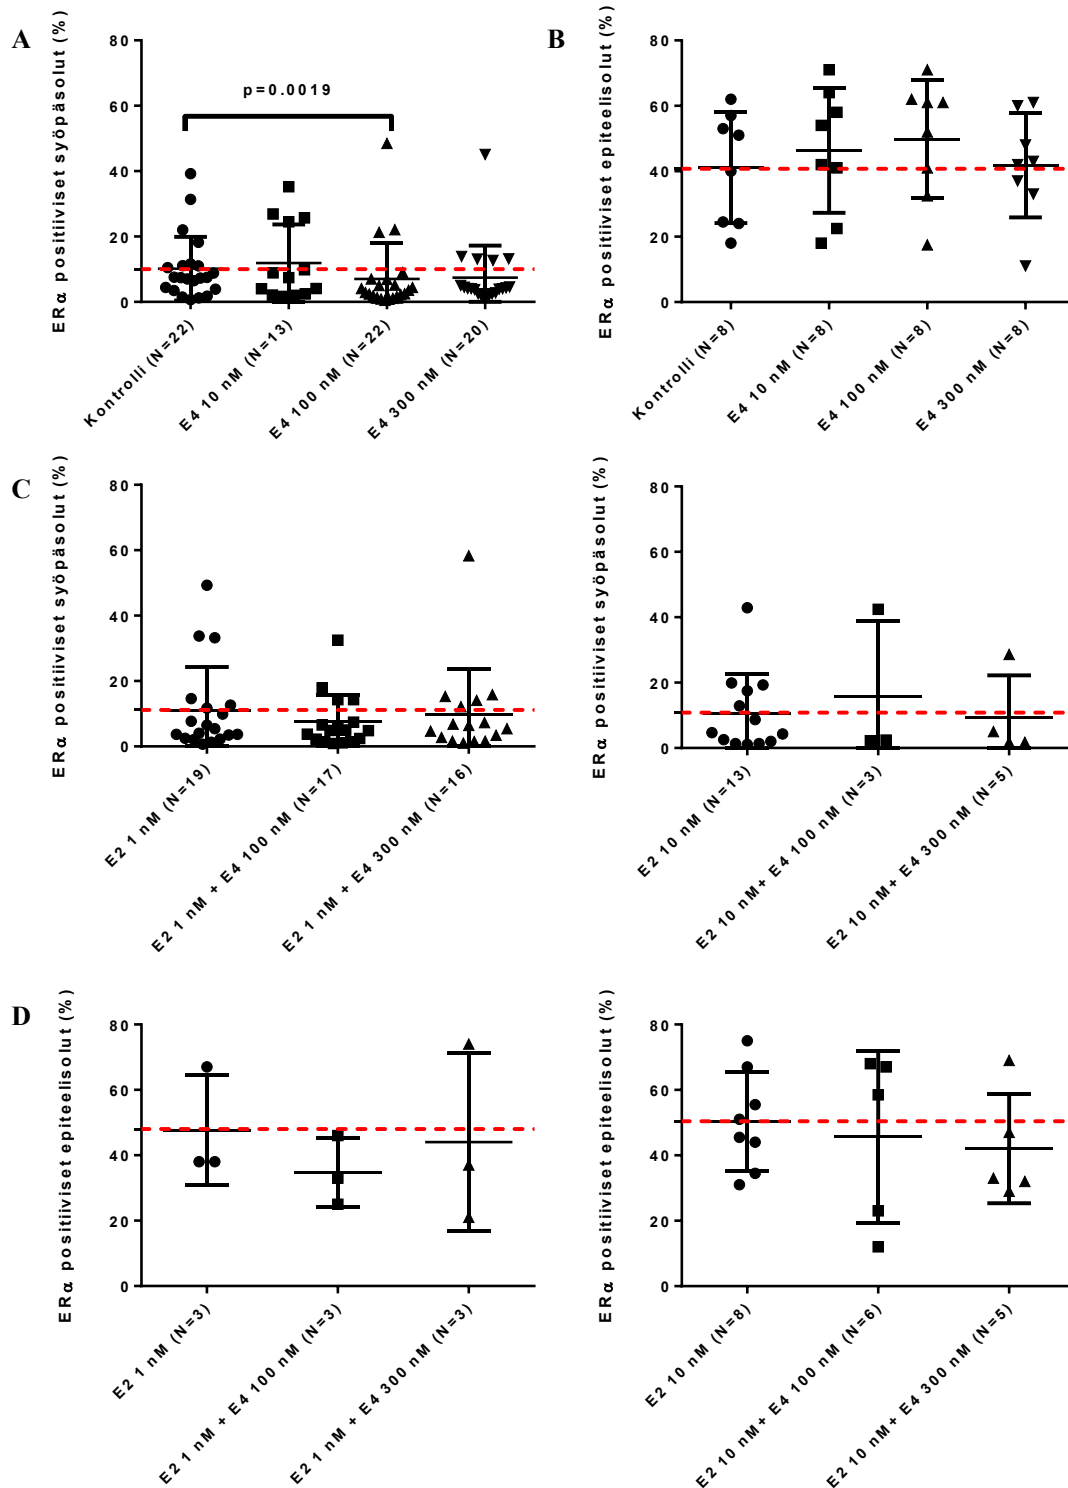 A
ERα positiiviset syöpäsolut (%)
80
60
40
20
0
p=0.0019
Kontrolli (N=22)
E4 10 nM (N=13)
E4 100 nM (N=22)
E4 300 nM (N=20)
B
ERα positiiviset epiteelisolut (%)
80
60
40
20
0
Kontrolli (N=8)
E4 10 nM (N=8)
E4 100 nM (N=8)
E4 300 nM (N=8)
C
ERα positiiviset syöpäsolut (%)
80
60
40
20
0
E2 1 nM (N=19)
E2 1 nM + E4 100 nM (N=17)
E2 1 nM + E4 300 nM (N=16)
ERα positiiviset syöpäsolut (%)
80
60
40
20
0
E2 10 nM (N=13)
E2 10 nM+ E4 100 nM (N=3)
E2 10 nM+ E4 300 nM (N=5)
D
ERα positiiviset epiteelisolut (%)
80
60
40
20
0
E2 1 nM (N=3)
E2 1 nM + E4 100 nM (N=3)
E2 1 nM + E4 300 nM (N=3)
ERα positiiviset epiteelisolut (%)
80
60
40
20
0
E2 10 nM (N=8)
E2 10 nM+ E4 100 nM (N=6)
E2 10 nM+ E4 300 nM (N=5)